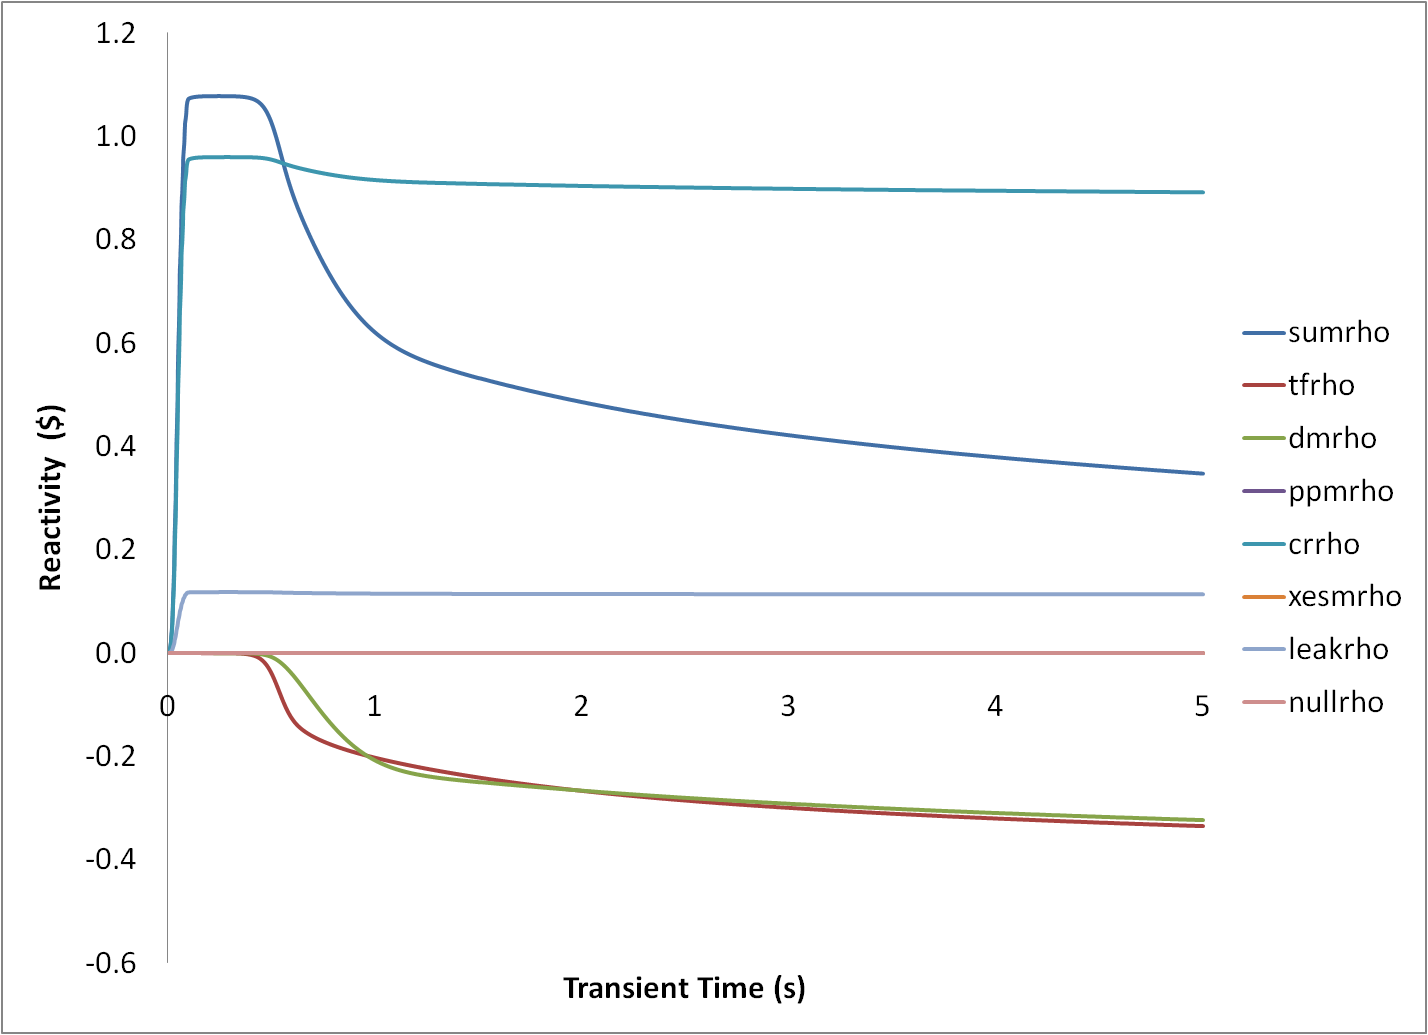 1.2
1.0
0.8
0.6
0.4
0.2
0.0
-0.2
-0.4
-0.6
Reactivity ($)
0 1 2 3 4 5
Transient Time (s)
sumrho
tfrho
dmrho
ppmrho
crrho
xesmrho
leakrho
nullrho